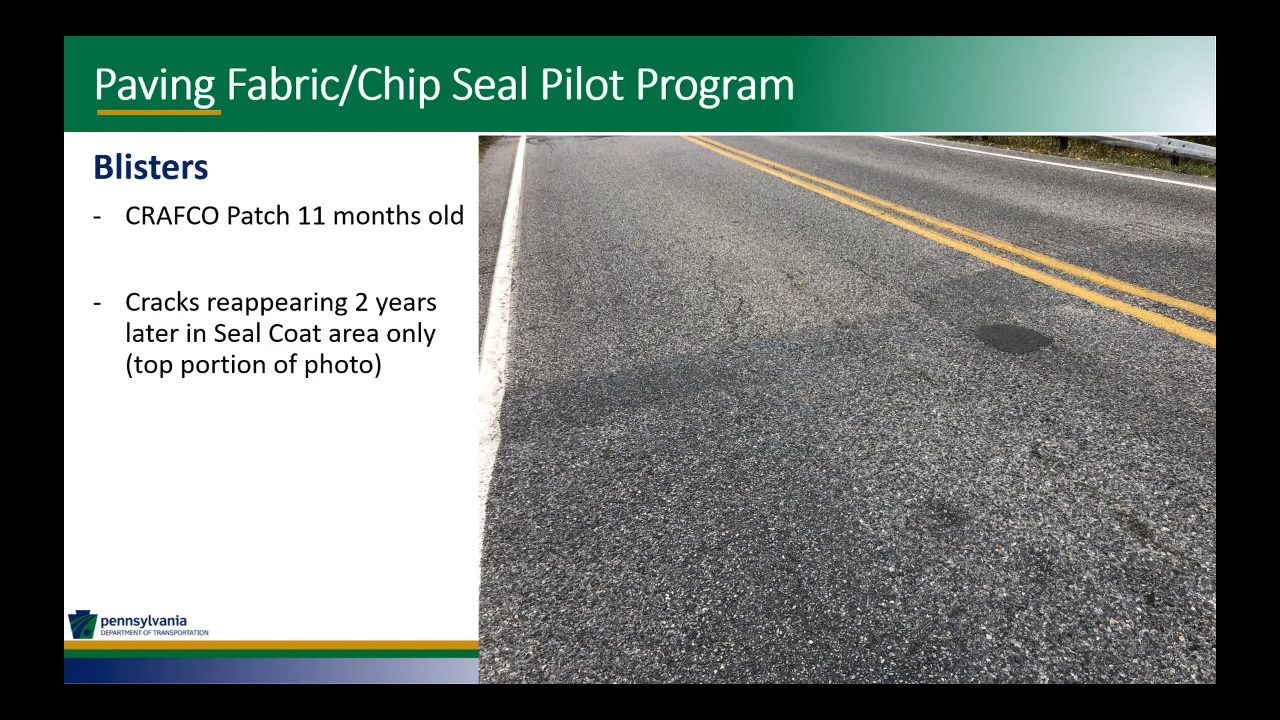 Paving Fabric/Chip Seal Pilot Program
Blisters
- CRAFCO Patch 11 months old
- Cracks reappearing 2 years
later in Seal Coat area only
(top portion of photo)
pennsylvania
DEPARTMENT OF TRANSPORTATION